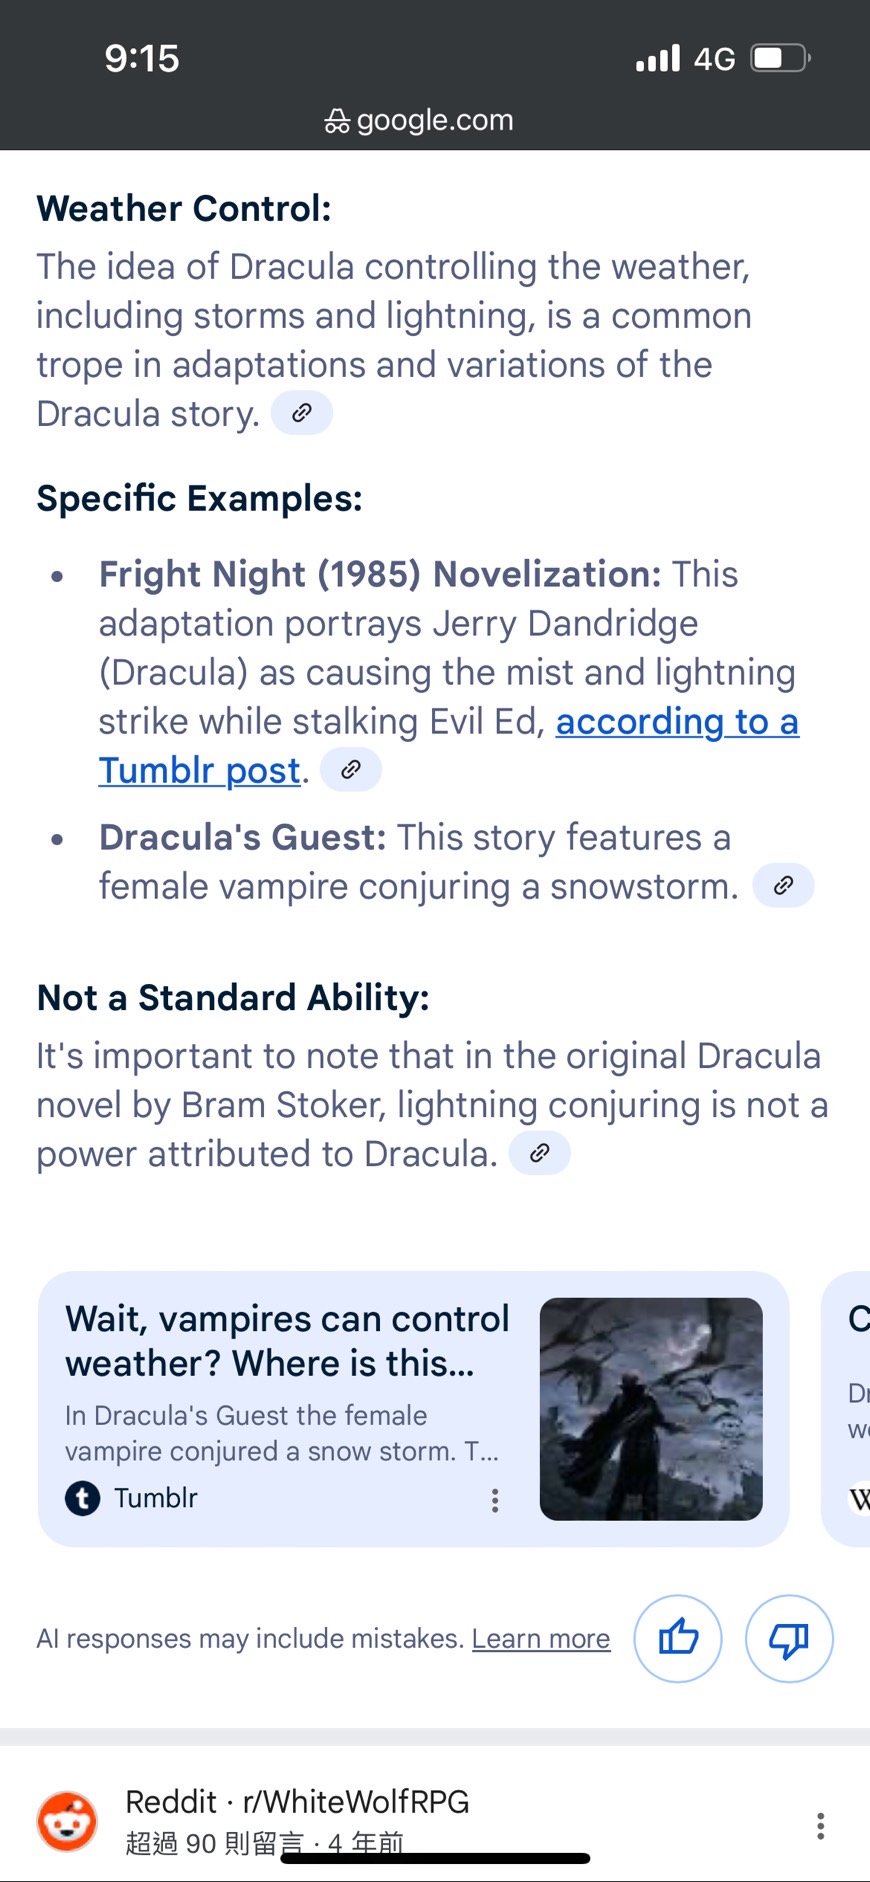 9:15
4G
google.com
Weather Control:
The idea of Dracula controlling the weather,
including storms and lightning, is a common
trope in adaptations and variations of the
Dracula story.
Specific Examples:
• Fright Night (1985) Novelization: This
adaptation portrays Jerry Dandridge
(Dracula) as causing the mist and lightning
strike while stalking Evil Ed, according to a
Tumblr post.
• Dracula's Guest: This story features a
female vampire conjuring a snowstorm.
Not a Standard Ability:
It's important to note that in the original Dracula
novel by Bram Stoker, lightning conjuring is not a
power attributed to Dracula.
Wait, vampires can control
weather? Where is this...
In Dracula's Guest the female
vampire conjured a snow storm. T...
t Tumblr
AI responses may include mistakes. Learn more
Reddit · r/WhiteWolfRPG
超過 90 則留言 · 4 年前